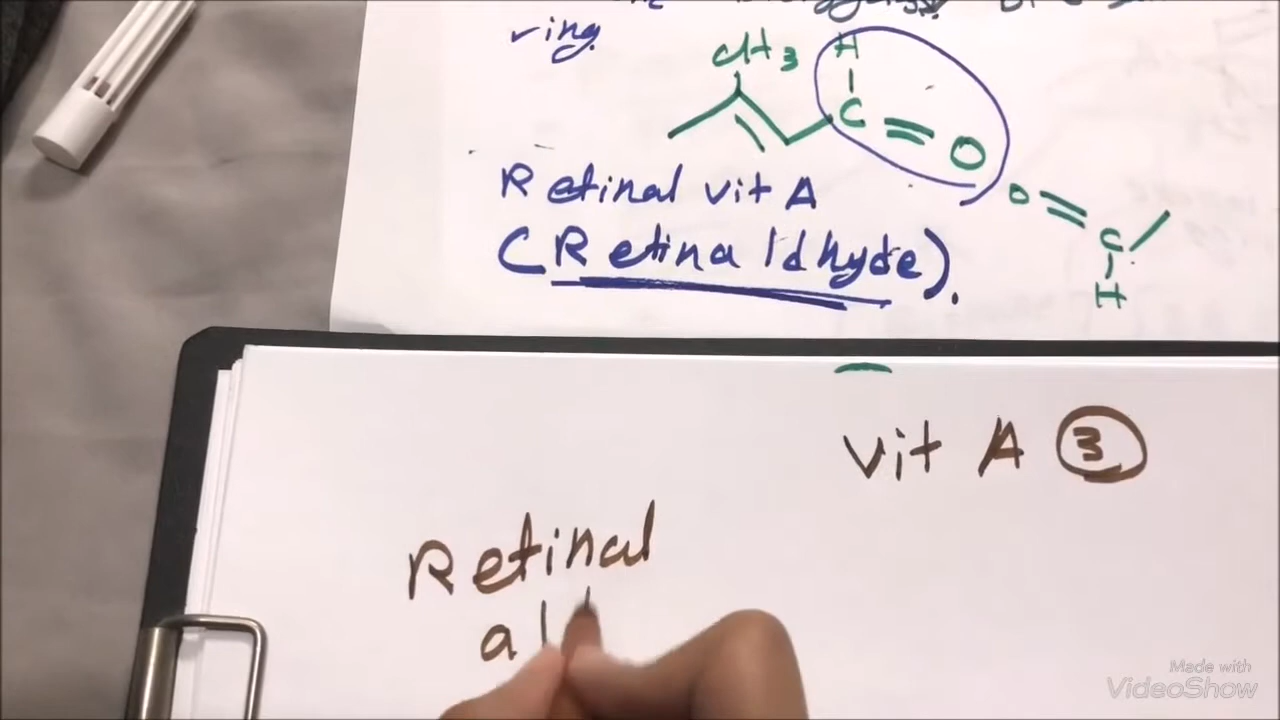 ring
CH3 H
C = O
Retinal vit A
(Retinaldhyde).
O = C
H
vit A 3
Retinal
al
Made with
VideoShow